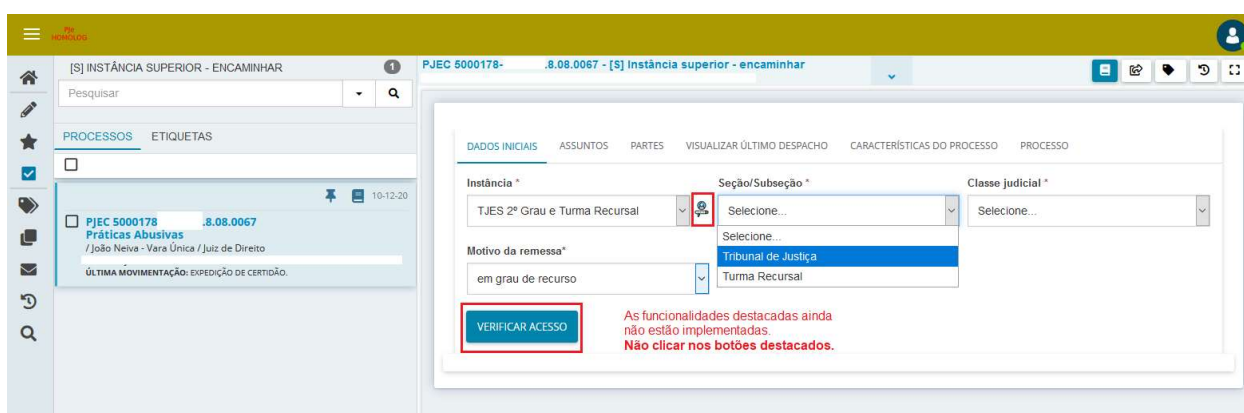 PJe
HOMOLOG
[S] INSTÂNCIA SUPERIOR - ENCAMINHAR
1
Pesquisar
PROCESSOS
ETIQUETAS
10-12-20
PJEC 5000178 .8.08.0067
Práticas Abusivas
/ João Neiva - Vara Única / Juiz de Direito
ÚLTIMA MOVIMENTAÇÃO: EXPEDIÇÃO DE CERTIDÃO.
PJEC 5000178- .8.08.0067 - [S] Instância superior - encaminhar
DADOS INICIAIS
ASSUNTOS
PARTES
VISUALIZAR ÚLTIMO DESPACHO
CARACTERÍSTICAS DO PROCESSO
PROCESSO
Instância *
TJES 2º Grau e Turma Recursal
Seção/Subseção *
Selecione...
Selecione...
Tribunal de Justiça
Turma Recursal
Classe judicial *
Selecione...
Motivo da remessa*
em grau de recurso
VERIFICAR ACESSO
As funcionalidades destacadas ainda
não estão implementadas.
Não clicar nos botões destacados.